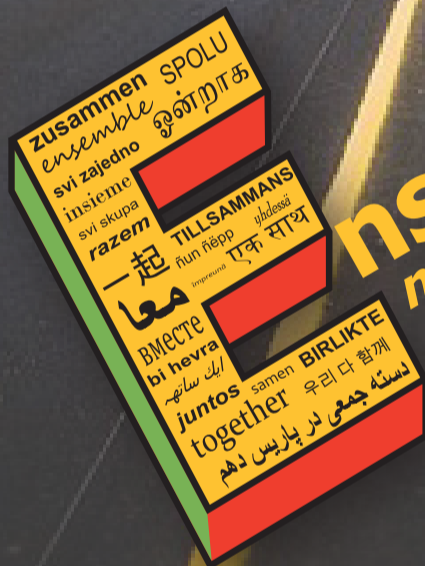 zusammen SPOLU
ensemble ஒன்றாக
svi zajedno
insieme
svi skupa
razem TILLSAMMANS
一起 ñun ñëpp yhdessä
împreună एक साथ
معا
вместе
bi hevra BIRLIKTE
ایک ساتھ samen 우리 다 함께
juntos
together
دسته جمعی در پاریس دهم
E
ns